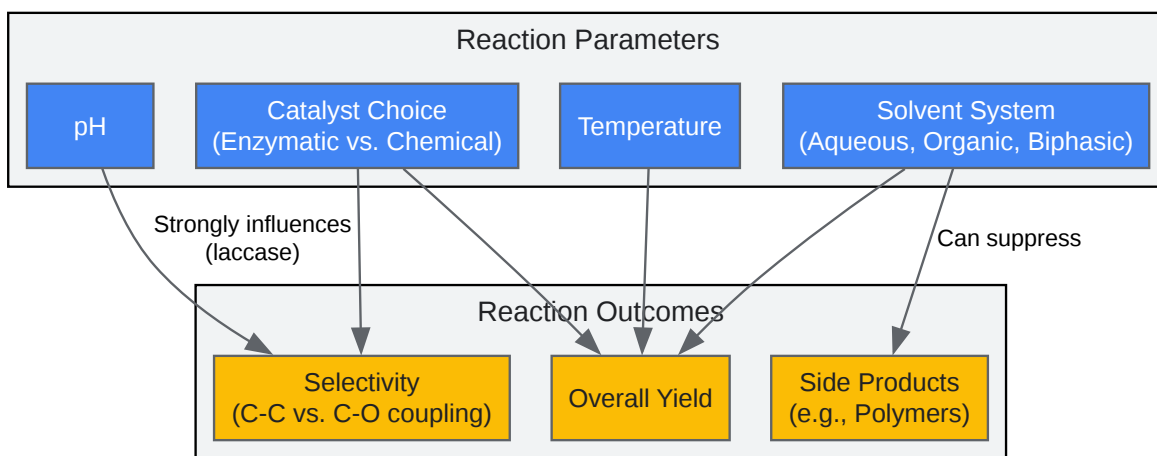 Reaction Parameters
pH
Catalyst Choice
(Enzymatic vs. Chemical)
Temperature
Solvent System
(Aqueous, Organic, Biphasic)
Strongly influences
(laccase)
Can suppress
Reaction Outcomes
Selectivity
(C-C vs. C-O coupling)
Overall Yield
Side Products
(e.g., Polymers)